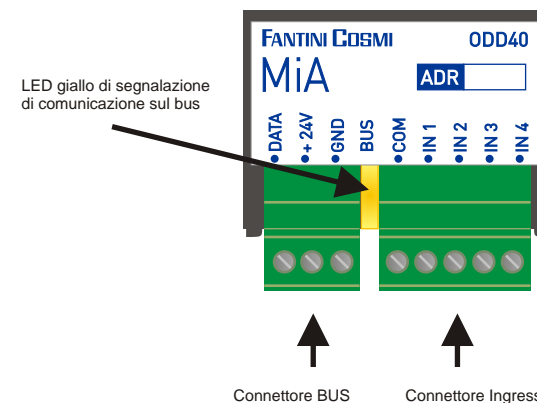 FANTINI COSMI ODD40
MiA ADR
LED giallo di segnalazione
di comunicazione sul bus
DATA
+ 24V
GND
BUS
COM
IN 1
IN 2
IN 3
IN 4
Connettore BUS Connettore Ingress